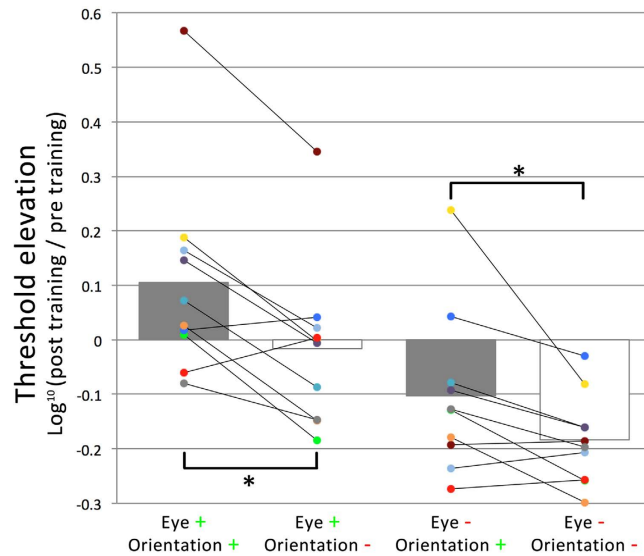 Threshold elevation
Log¹⁰ (post training / pre training)
0.6
0.5
0.4
0.3
0.2
0.1
0
-0.1
-0.2
-0.3
*
*
Eye +
Orientation +
Eye +
Orientation -
Eye -
Orientation +
Eye -
Orientation -